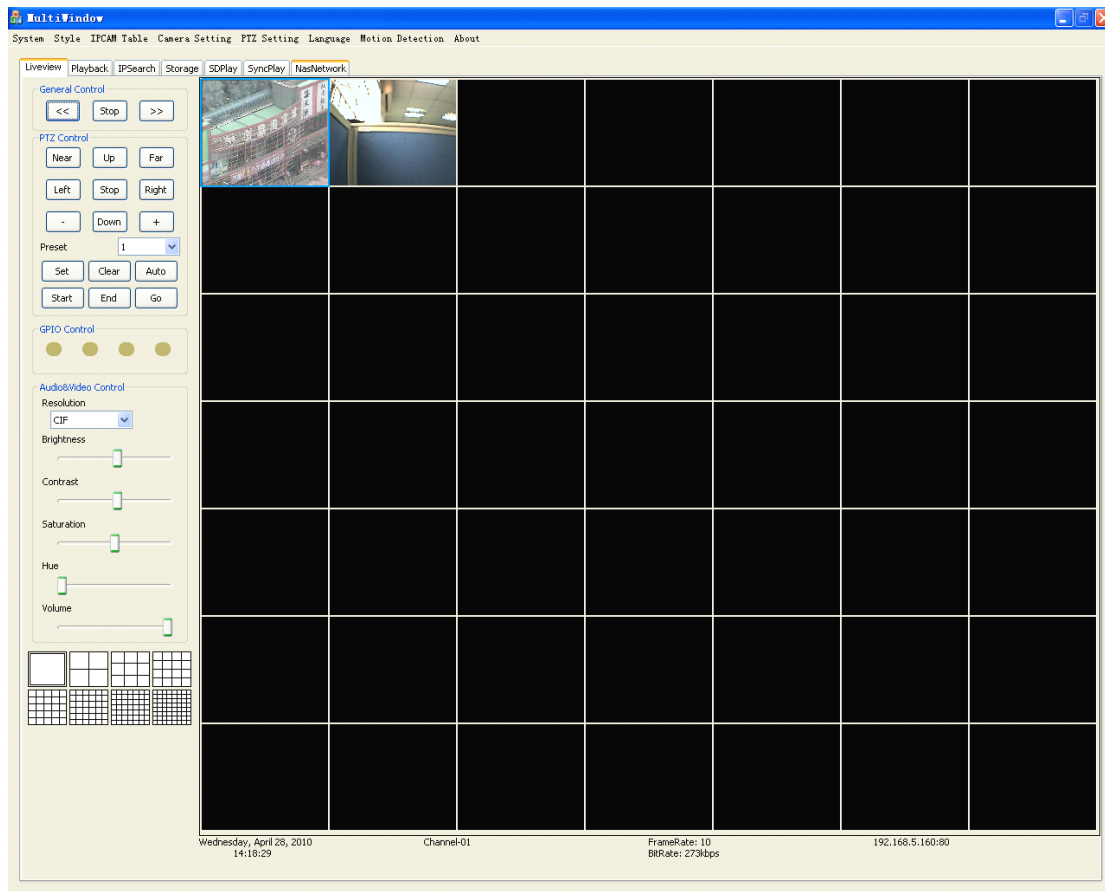 MultiWindow
System Style IPCAM Table Camera Setting PTZ Setting Language Motion Detection About
Liveview Playback IPSearch Storage SDPlay SyncPlay NasNetwork
General Control
<< Stop >>
PTZ Control
Near Up Far
Left Stop Right
- Down +
Preset 1
Set Clear Auto
Start End Go
GPIO Control
Audio&Video Control
Resolution
CIF
Brightness
Contrast
Saturation
Hue
Volume
Wednesday, April 28, 2010 Channel-01 FrameRate: 10 192.168.5.160:80
14:18:29 BitRate: 273kbps